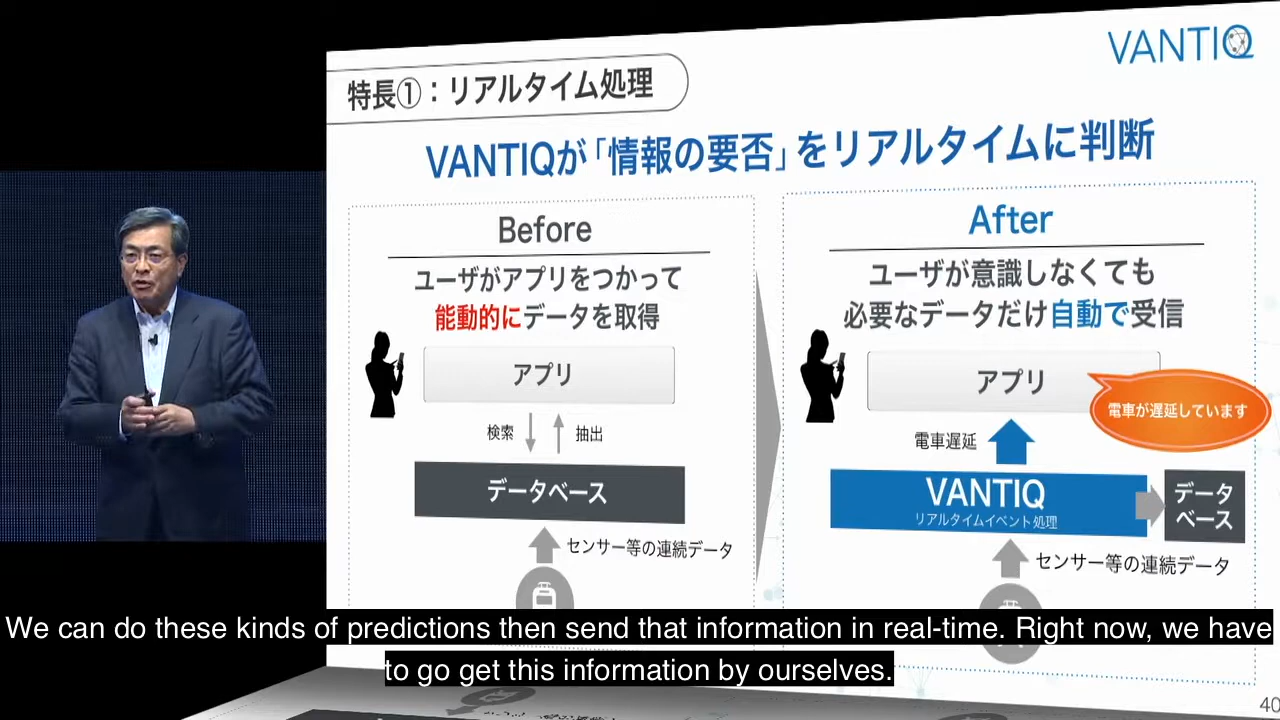 VANTIQ
特長①：リアルタイム処理
VANTIQが「情報の要否」をリアルタイムに判断
Before
ユーザがアプリをつかって
能動的にデータを取得
アプリ
検索
抽出
データベース
センサー等の連続データ
After
ユーザが意識しなくても
必要なデータだけ自動で受信
アプリ
電車が遅延しています
電車遅延
VANTIQ
リアルタイムイベント処理
データ
ベース
センサー等の連続データ
We can do these kinds of predictions then send that information in real-time. Right now, we have
to go get this information by ourselves.
40